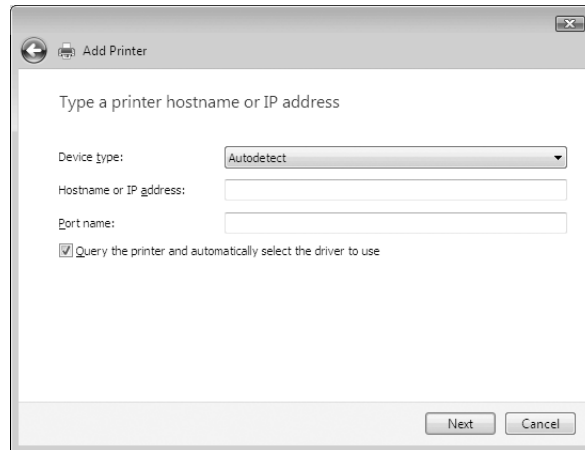 Add Printer
Type a printer hostname or IP address
Device type: Autodetect
Hostname or IP address:
Port name:
Query the printer and automatically select the driver to use
Next Cancel